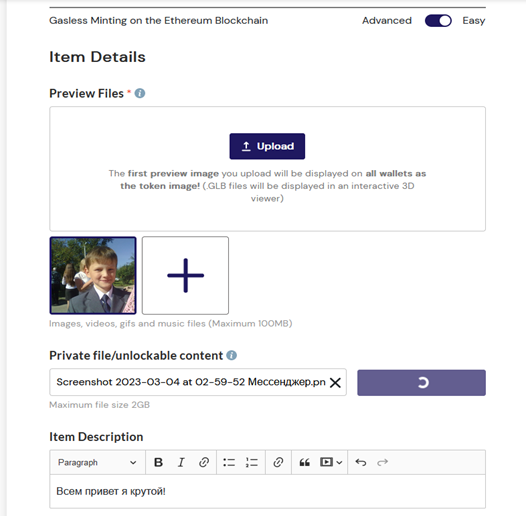 Gasless Minting on the Ethereum Blockchain
Advanced Easy
Item Details
Preview Files *
Upload
The first preview image you upload will be displayed on all wallets as
the token image! (.GLB files will be displayed in an interactive 3D
viewer)
Images, videos, gifs and music files (Maximum 100MB)
Private file/unlockable content
Screenshot 2023-03-04 at 02-59-52 Мессенджер.pn
Maximum file size 2GB
Item Description
Paragraph B I
Всем привет я крутой!